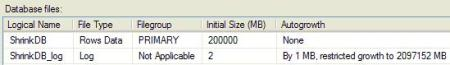 Database files:
Logical Name File Type Filegroup Initial Size (MB) Autogrowth
ShrinkDB Rows Data PRIMARY 200000 None
ShrinkDB_log Log Not Applicable 2 By 1 MB, restricted growth to 2097152 MB